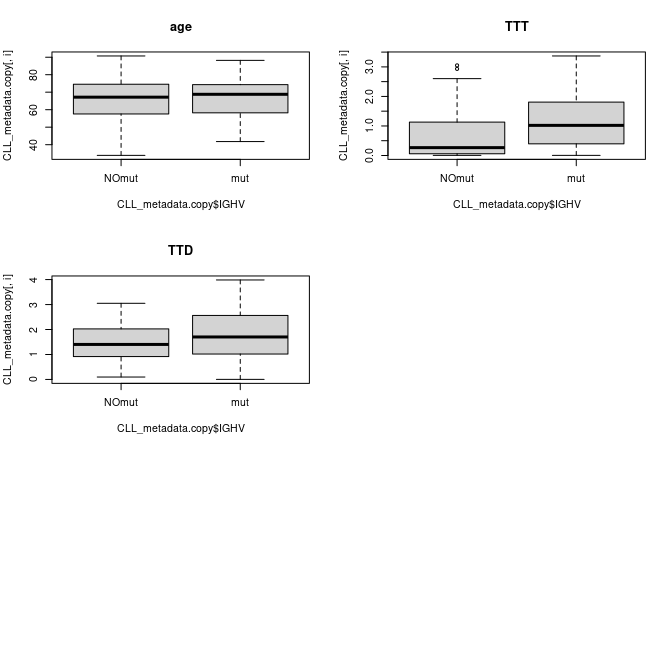 age
CLL_metadata.copy[, i]
80
60
40
NOmut
mut
CLL_metadata.copy$IGHV
TTT
CLL_metadata.copy[, i]
3.0
2.0
1.0
0.0
NOmut
mut
CLL_metadata.copy$IGHV
TTD
CLL_metadata.copy[, i]
4
3
2
1
0
NOmut
mut
CLL_metadata.copy$IGHV